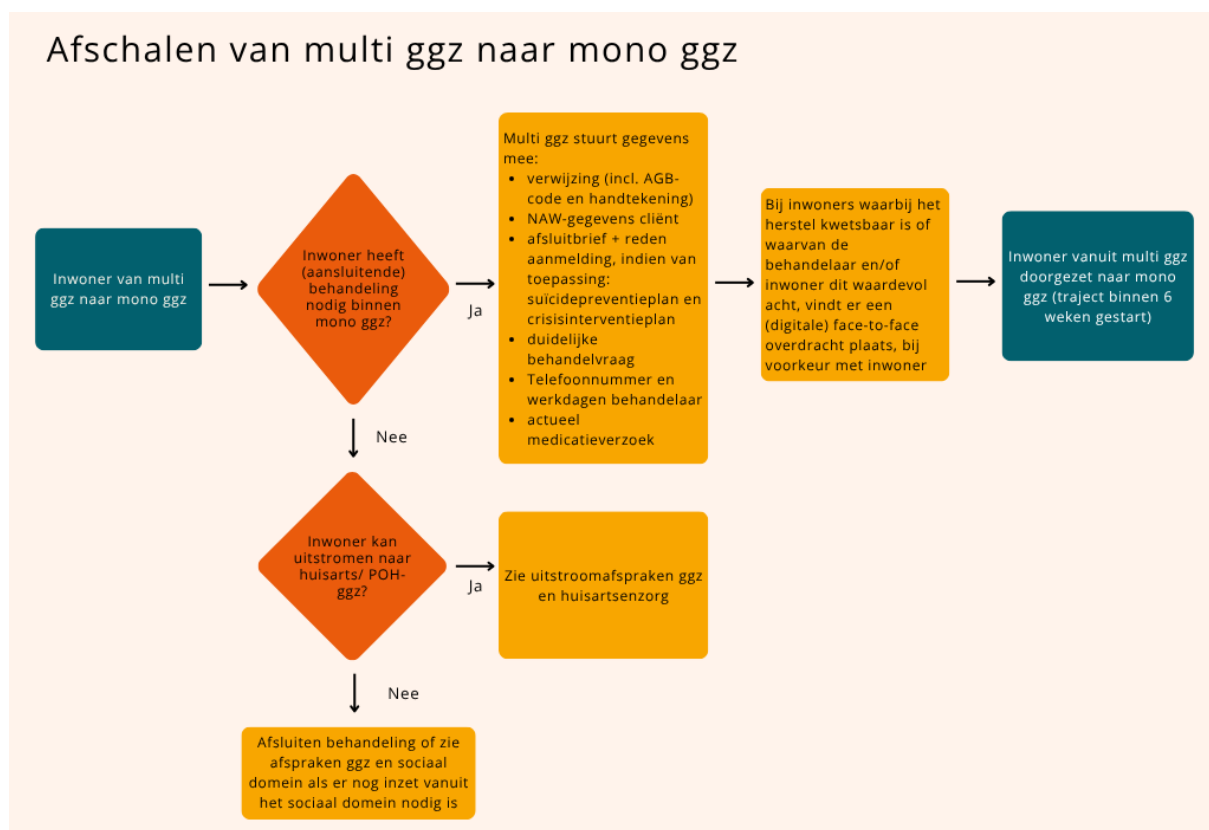 Afschalen van multi ggz naar mono ggz
Inwoner van multi
ggz naar mono ggz
Inwoner heeft
(aansluitende)
behandeling
nodig binnen
mono ggz?
Ja
Multi ggz stuurt gegevens
mee:
• verwijzing (incl. AGB-
code en handtekening)
• NAW-gegevens cliënt
• afsluitbrief + reden
aanmelding, indien van
toepassing:
suïcidepreventieplan en
crisisinterventieplan
• duidelijke
behandelvraag
• Telefoonnummer en
werkdagen behandelaar
• actueel
medicatieverzoek
Bij inwoners waarbij het
herstel kwetsbaar is of
waarvan de
behandelaar en/of
inwoner dit waardevol
acht, vindt er een
(digitale) face-to-face
overdracht plaats, bij
voorkeur met inwoner
Inwoner vanuit multi ggz
doorgezet naar mono
ggz (traject binnen 6
weken gestart)
Nee
Inwoner kan
uitstromen naar
huisarts/ POH-
ggz?
Ja
Zie uitstroomafspraken ggz
en huisartsenzorg
Nee
Afsluiten behandeling of zie
afspraken ggz en sociaal
domein als er nog inzet vanuit
het sociaal domein nodig is